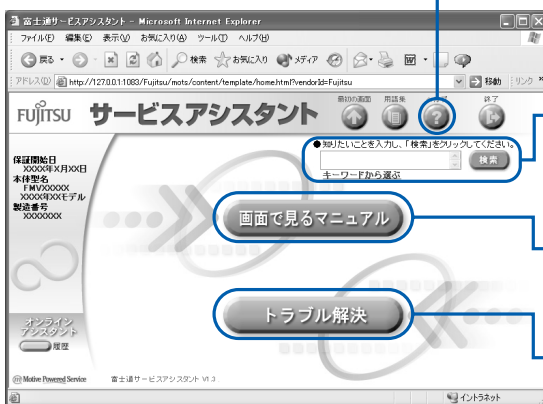 富士通サービスアシスタント - Microsoft Internet Explorer
ファイル(F) 編集(E) 表示(V) お気に入り(A) ツール(T) ヘルプ(H)
戻る 検索 お気に入り メディア
アドレス(D) http://127.0.0.1:1083/Fujitsu/mots/content/template/home.html?vendorId=Fujitsu 移動 リンク
FUJITSU サービスアシスタント
最初の画面 用語集 終了
●知りたいことを入力し、「検索」をクリックしてください。
検索
キーワードから選ぶ
保証開始日
XXXX年X月XX日
本体型名
FMVXXXXX
XXXX年XXモデル
製造番号
XXXXXXX
画面で見るマニュアル
トラブル解決
オンライン
アシスタント
履歴
Motive Powered Service 富士通サービスアシスタント V1.3
イントラネット